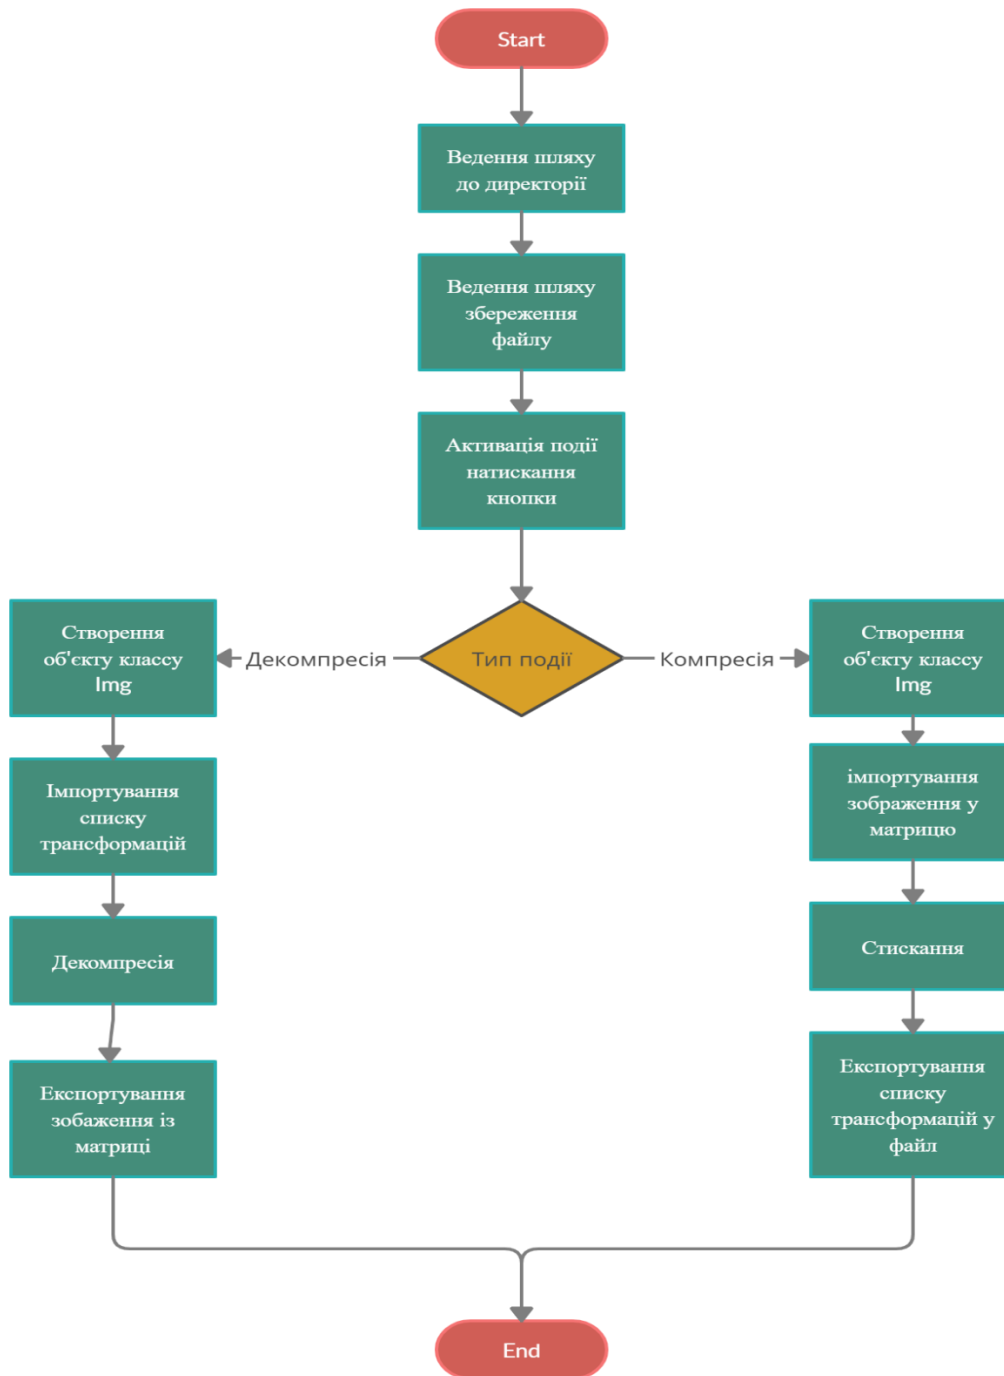 Start
Ведення шляху
до директорії
Ведення шляху
збереження
файлу
Активація події
натискання
кнопки
Тип події
Декомпресія
Компресія
Створення
об'єкту классу
Img
Імпортування
списку
трансформацій
Декомпресія
Експортування
зобаження із
матриці
Створення
об'єкту классу
Img
імпортування
зображення у
матрицю
Стискання
Експортування
списку
трансформацій у
файл
End